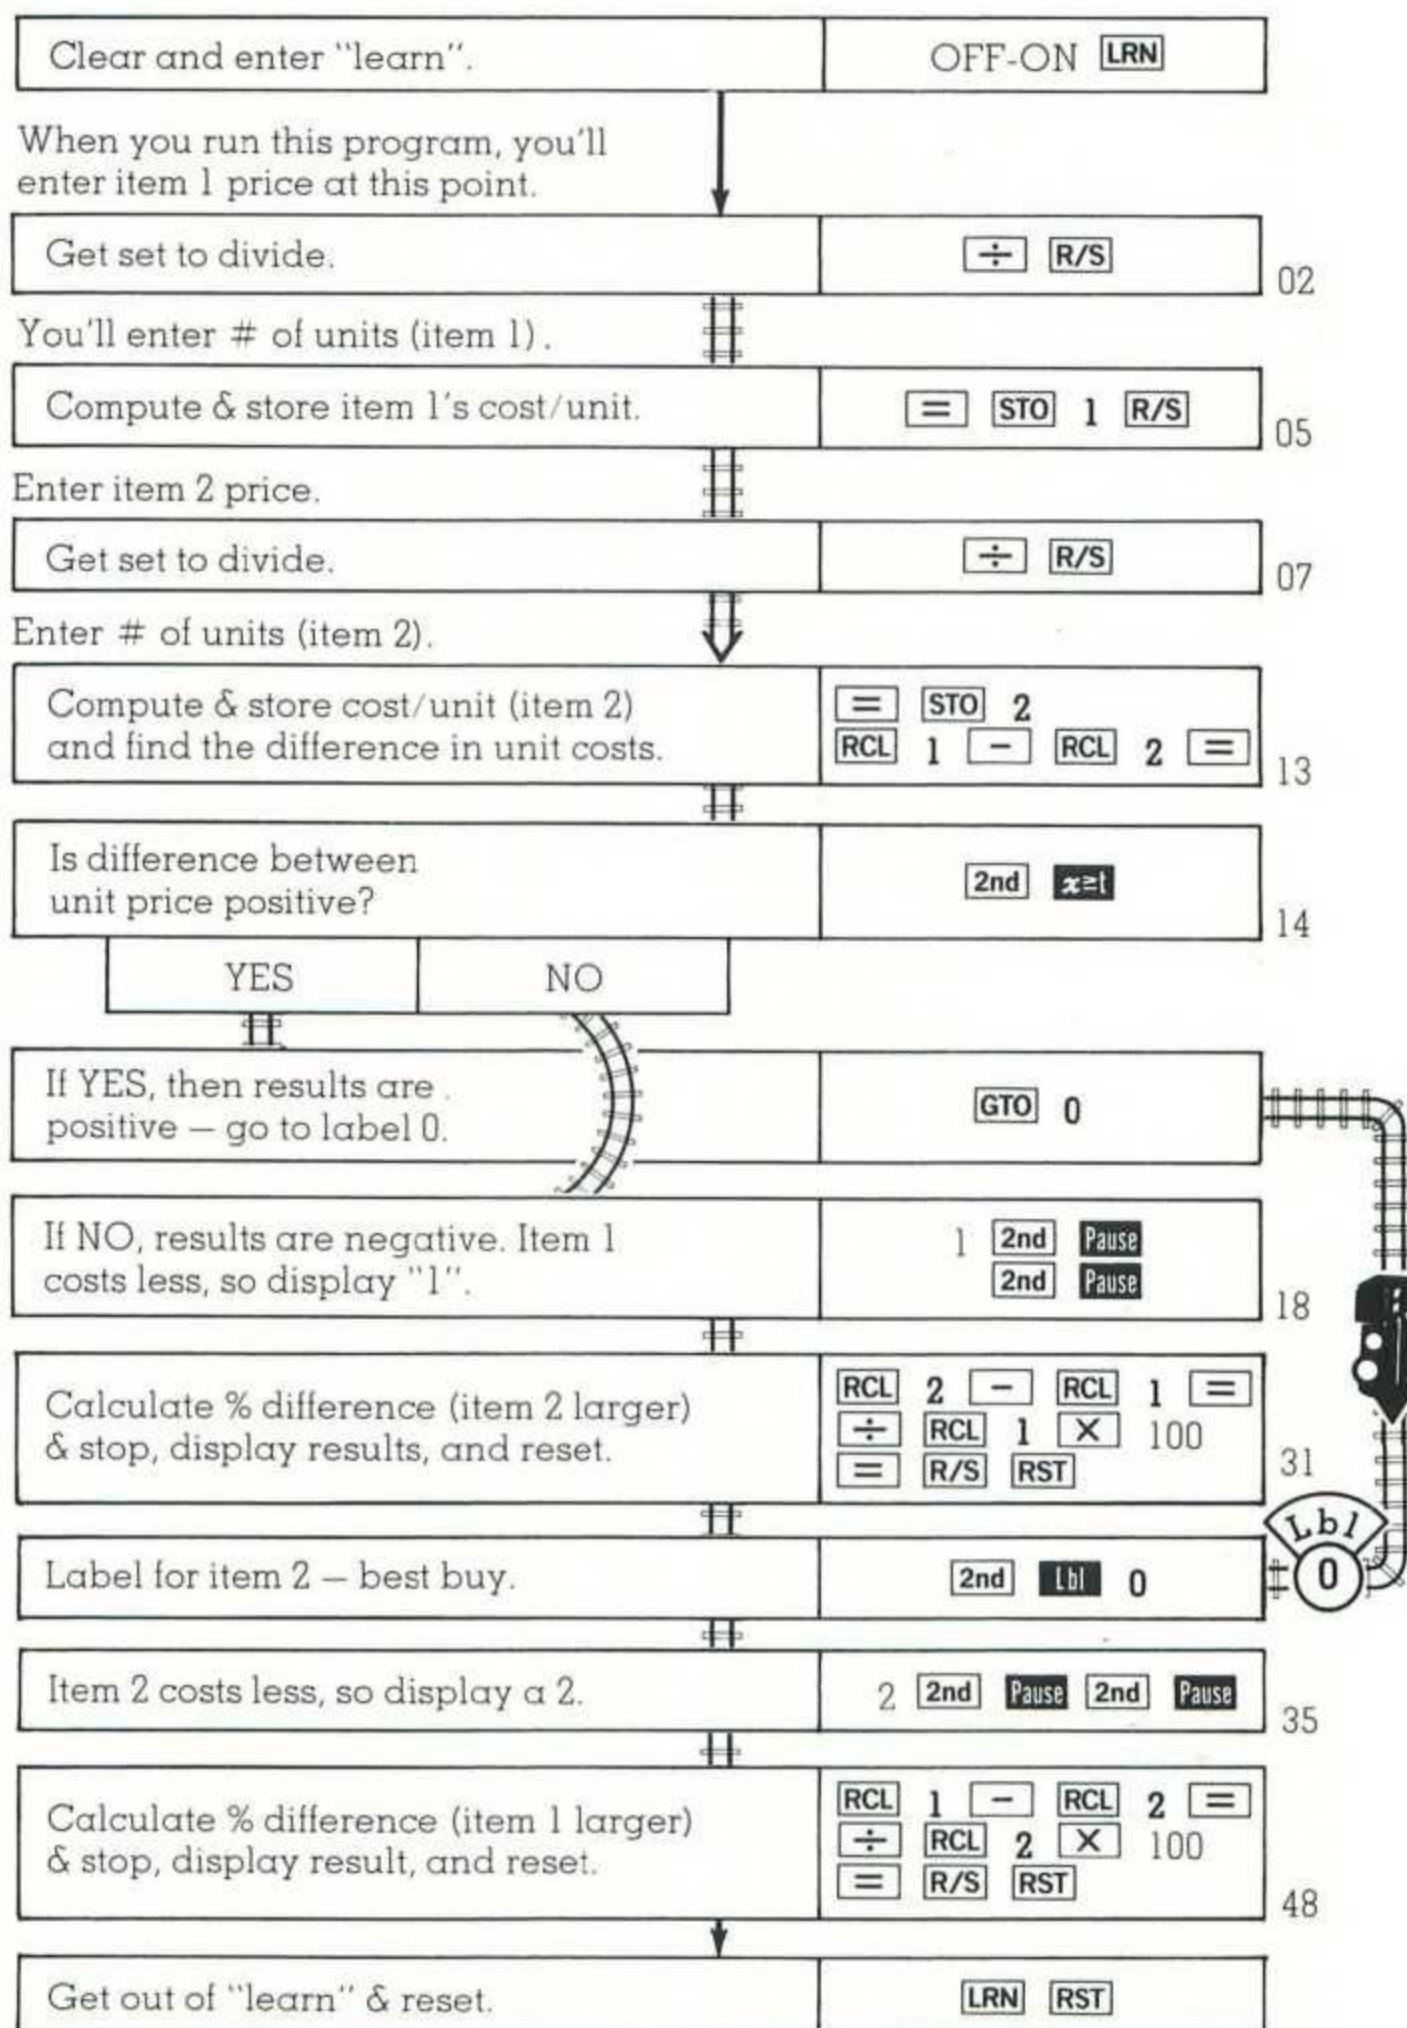 Clear and enter "learn".
OFF-ON LRN
When you run this program, you'll
enter item 1 price at this point.
Get set to divide.
÷ R/S
02
You'll enter # of units (item 1).
Compute & store item 1's cost/unit.
= STO 1 R/S
05
Enter item 2 price.
Get set to divide.
÷ R/S
07
Enter # of units (item 2).
Compute & store cost/unit (item 2)
and find the difference in unit costs.
= STO 2
RCL 1 − RCL 2 =
13
Is difference between
unit price positive?
2nd x≥t
14
YES
NO
If YES, then results are
positive — go to label 0.
GTO 0
If NO, results are negative. Item 1
costs less, so display "1".
1 2nd Pause
2nd Pause
18
Calculate % difference (item 2 larger)
& stop, display results, and reset.
RCL 2 − RCL 1 =
÷ RCL 1 × 100
= R/S RST
31
Lbl
0
Label for item 2 — best buy.
2nd Lbl 0
Item 2 costs less, so display a 2.
2 2nd Pause 2nd Pause
35
Calculate % difference (item 1 larger)
& stop, display result, and reset.
RCL 1 − RCL 2 =
÷ RCL 2 × 100
= R/S RST
48
Get out of "learn" & reset.
LRN RST